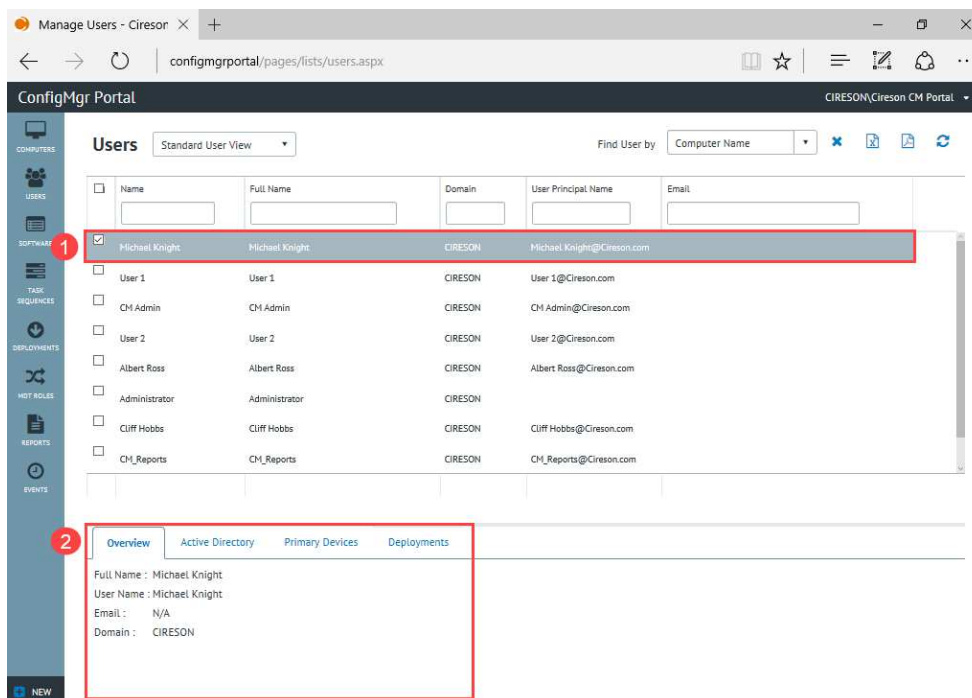 Manage Users - Cireson
configmgrportal/pages/lists/users.aspx
ConfigMgr Portal
CIRESON\Cireson CM Portal
COMPUTERS
USERS
SOFTWARE
TASK
SEQUENCES
DEPLOYMENTS
HOT ROLES
REPORTS
EVENTS
NEW
Users Standard User View Find User by Computer Name
Name Full Name Domain User Principal Name Email
1
Michael Knight Michael Knight CIRESON Michael Knight@Cireson.com
User 1 User 1 CIRESON User 1@Cireson.com
CM Admin CM Admin CIRESON CM Admin@Cireson.com
User 2 User 2 CIRESON User 2@Cireson.com
Albert Ross Albert Ross CIRESON Albert Ross@Cireson.com
Administrator Administrator CIRESON
Cliff Hobbs Cliff Hobbs CIRESON Cliff Hobbs@Cireson.com
CM_Reports CM_Reports CIRESON CM_Reports@Cireson.com
2
Overview Active Directory Primary Devices Deployments
Full Name : Michael Knight
User Name : Michael Knight
Email : N/A
Domain : CIRESON